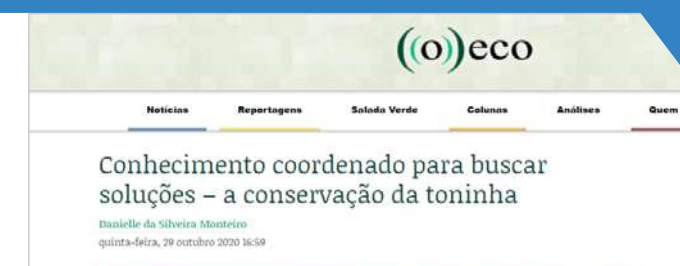 ((o))eco
Notícias Reportagens Salada Verde Colunas Análises Quem
Conhecimento coordenado para buscar
soluções – a conservação da toninha
Danielle da Silveira Monteiro
quinta-feira, 29 outubro 2020 16:59